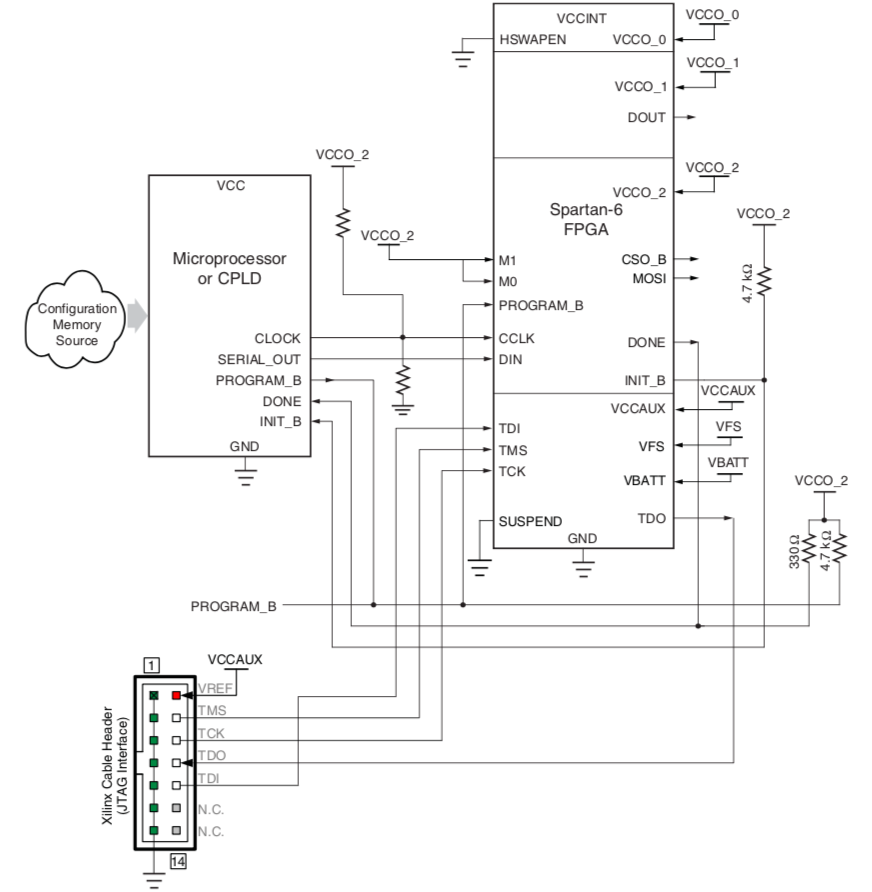 VCCINT
HSWAPEN
VCCO_0
VCCO_0
VCCO_1
VCCO_1
DOUT
VCCO_2
VCCO_2
Spartan-6
FPGA
VCCO_2
CSO_B
MOSI
4.7 kΩ
M1
M0
PROGRAM_B
CCLK
DIN
DONE
INIT_B
VCCO_2
VCCO_2
VCC
Microprocessor
or CPLD
Configuration
Memory
Source
CLOCK
SERIAL_OUT
PROGRAM_B
DONE
INIT_B
GND
VCCAUX
VCCAUX
VFS
VFS
VBATT
VBATT
TDI
TMS
TCK
TDO
SUSPEND
GND
VCCO_2
330Ω
4.7 kΩ
PROGRAM_B
1
VCCAUX
VREF
TMS
TCK
TDO
TDI
N.C.
N.C.
14
Xilinx Cable Header
(JTAG Interface)